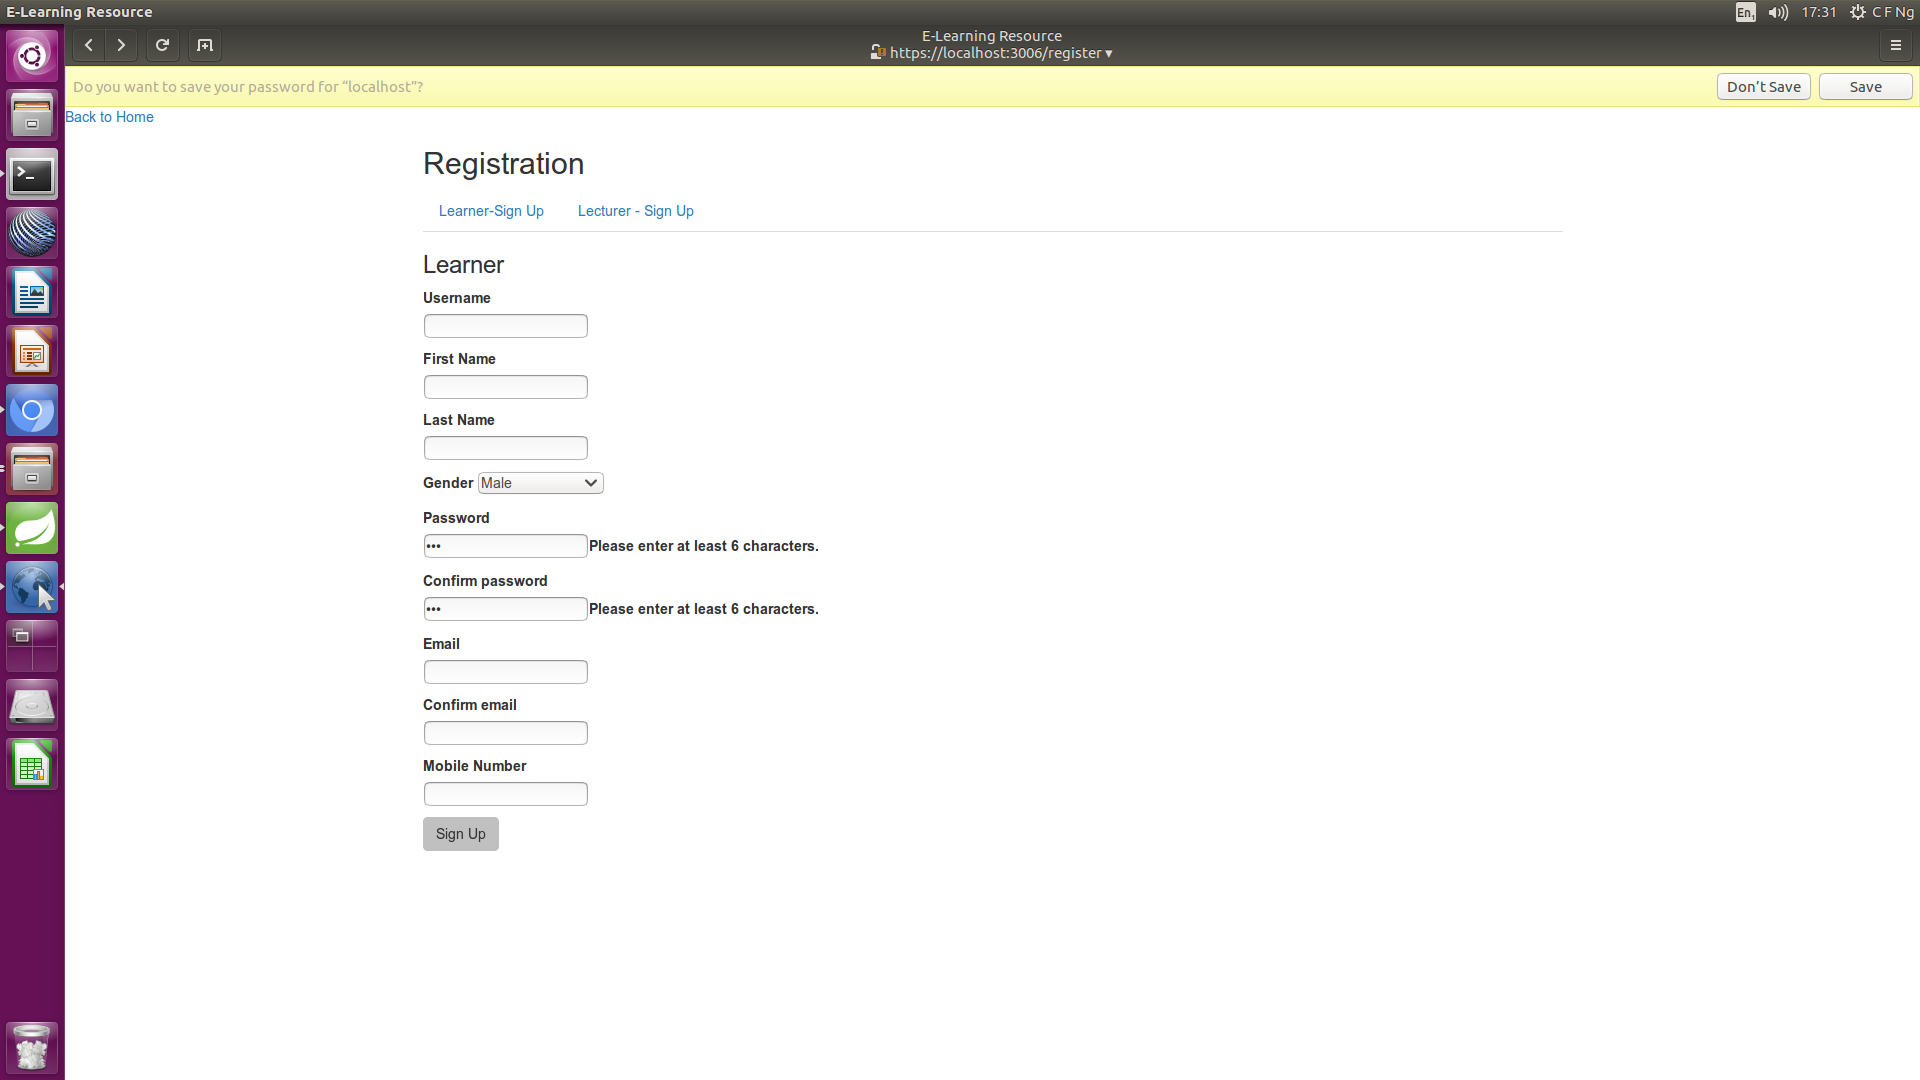 E-Learning Resource
En1
17:31
C F Ng
E-Learning Resource
https://localhost:3006/register ▾
Do you want to save your password for “localhost”?
Don’t Save
Save
Back to Home
Registration
Learner-Sign Up
Lecturer - Sign Up
Learner
Username
First Name
Last Name
Gender Male
Password
•••
Please enter at least 6 characters.
Confirm password
•••
Please enter at least 6 characters.
Email
Confirm email
Mobile Number
Sign Up